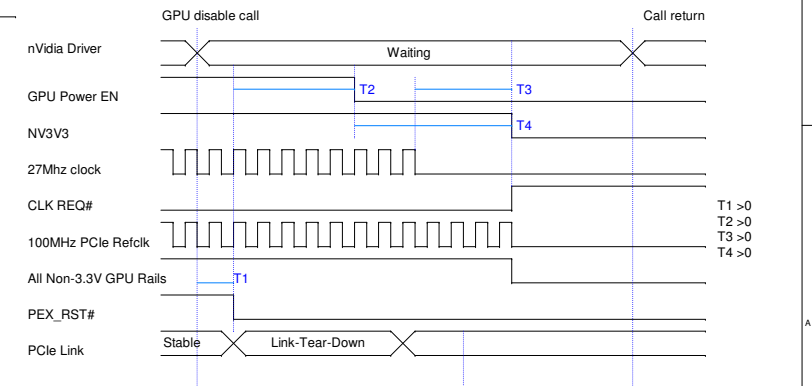 GPU disable call Call return
nVidia Driver Waiting
GPU Power EN T2 T3
NV3V3 T4
27Mhz clock
CLK REQ#
T1 >0
T2 >0
100MHz PCIe Refclk T3 >0
T4 >0
All Non-3.3V GPU Rails T1
PEX_RST#
A
PCIe Link Stable Link-Tear-Down